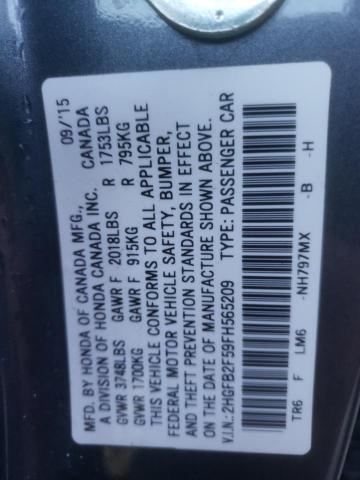 MFD. BY HONDA OF CANADA MFG., 09/'15
A DIVISION OF HONDA CANADA INC. CANADA
GVWR 3748LBS GAWR F 2018LBS R 1753LBS
GVWR 1700KG GAWR F 915KG R 795KG
THIS VEHICLE CONFORMS TO ALL APPLICABLE
FEDERAL MOTOR VEHICLE SAFETY, BUMPER,
AND THEFT PREVENTION STANDARDS IN EFFECT
ON THE DATE OF MANUFACTURE SHOWN ABOVE.
V.I.N.: 2HGFB2F59FH565209 TYPE: PASSENGER CAR
TR6 F LM6 -NH797MX -B -H